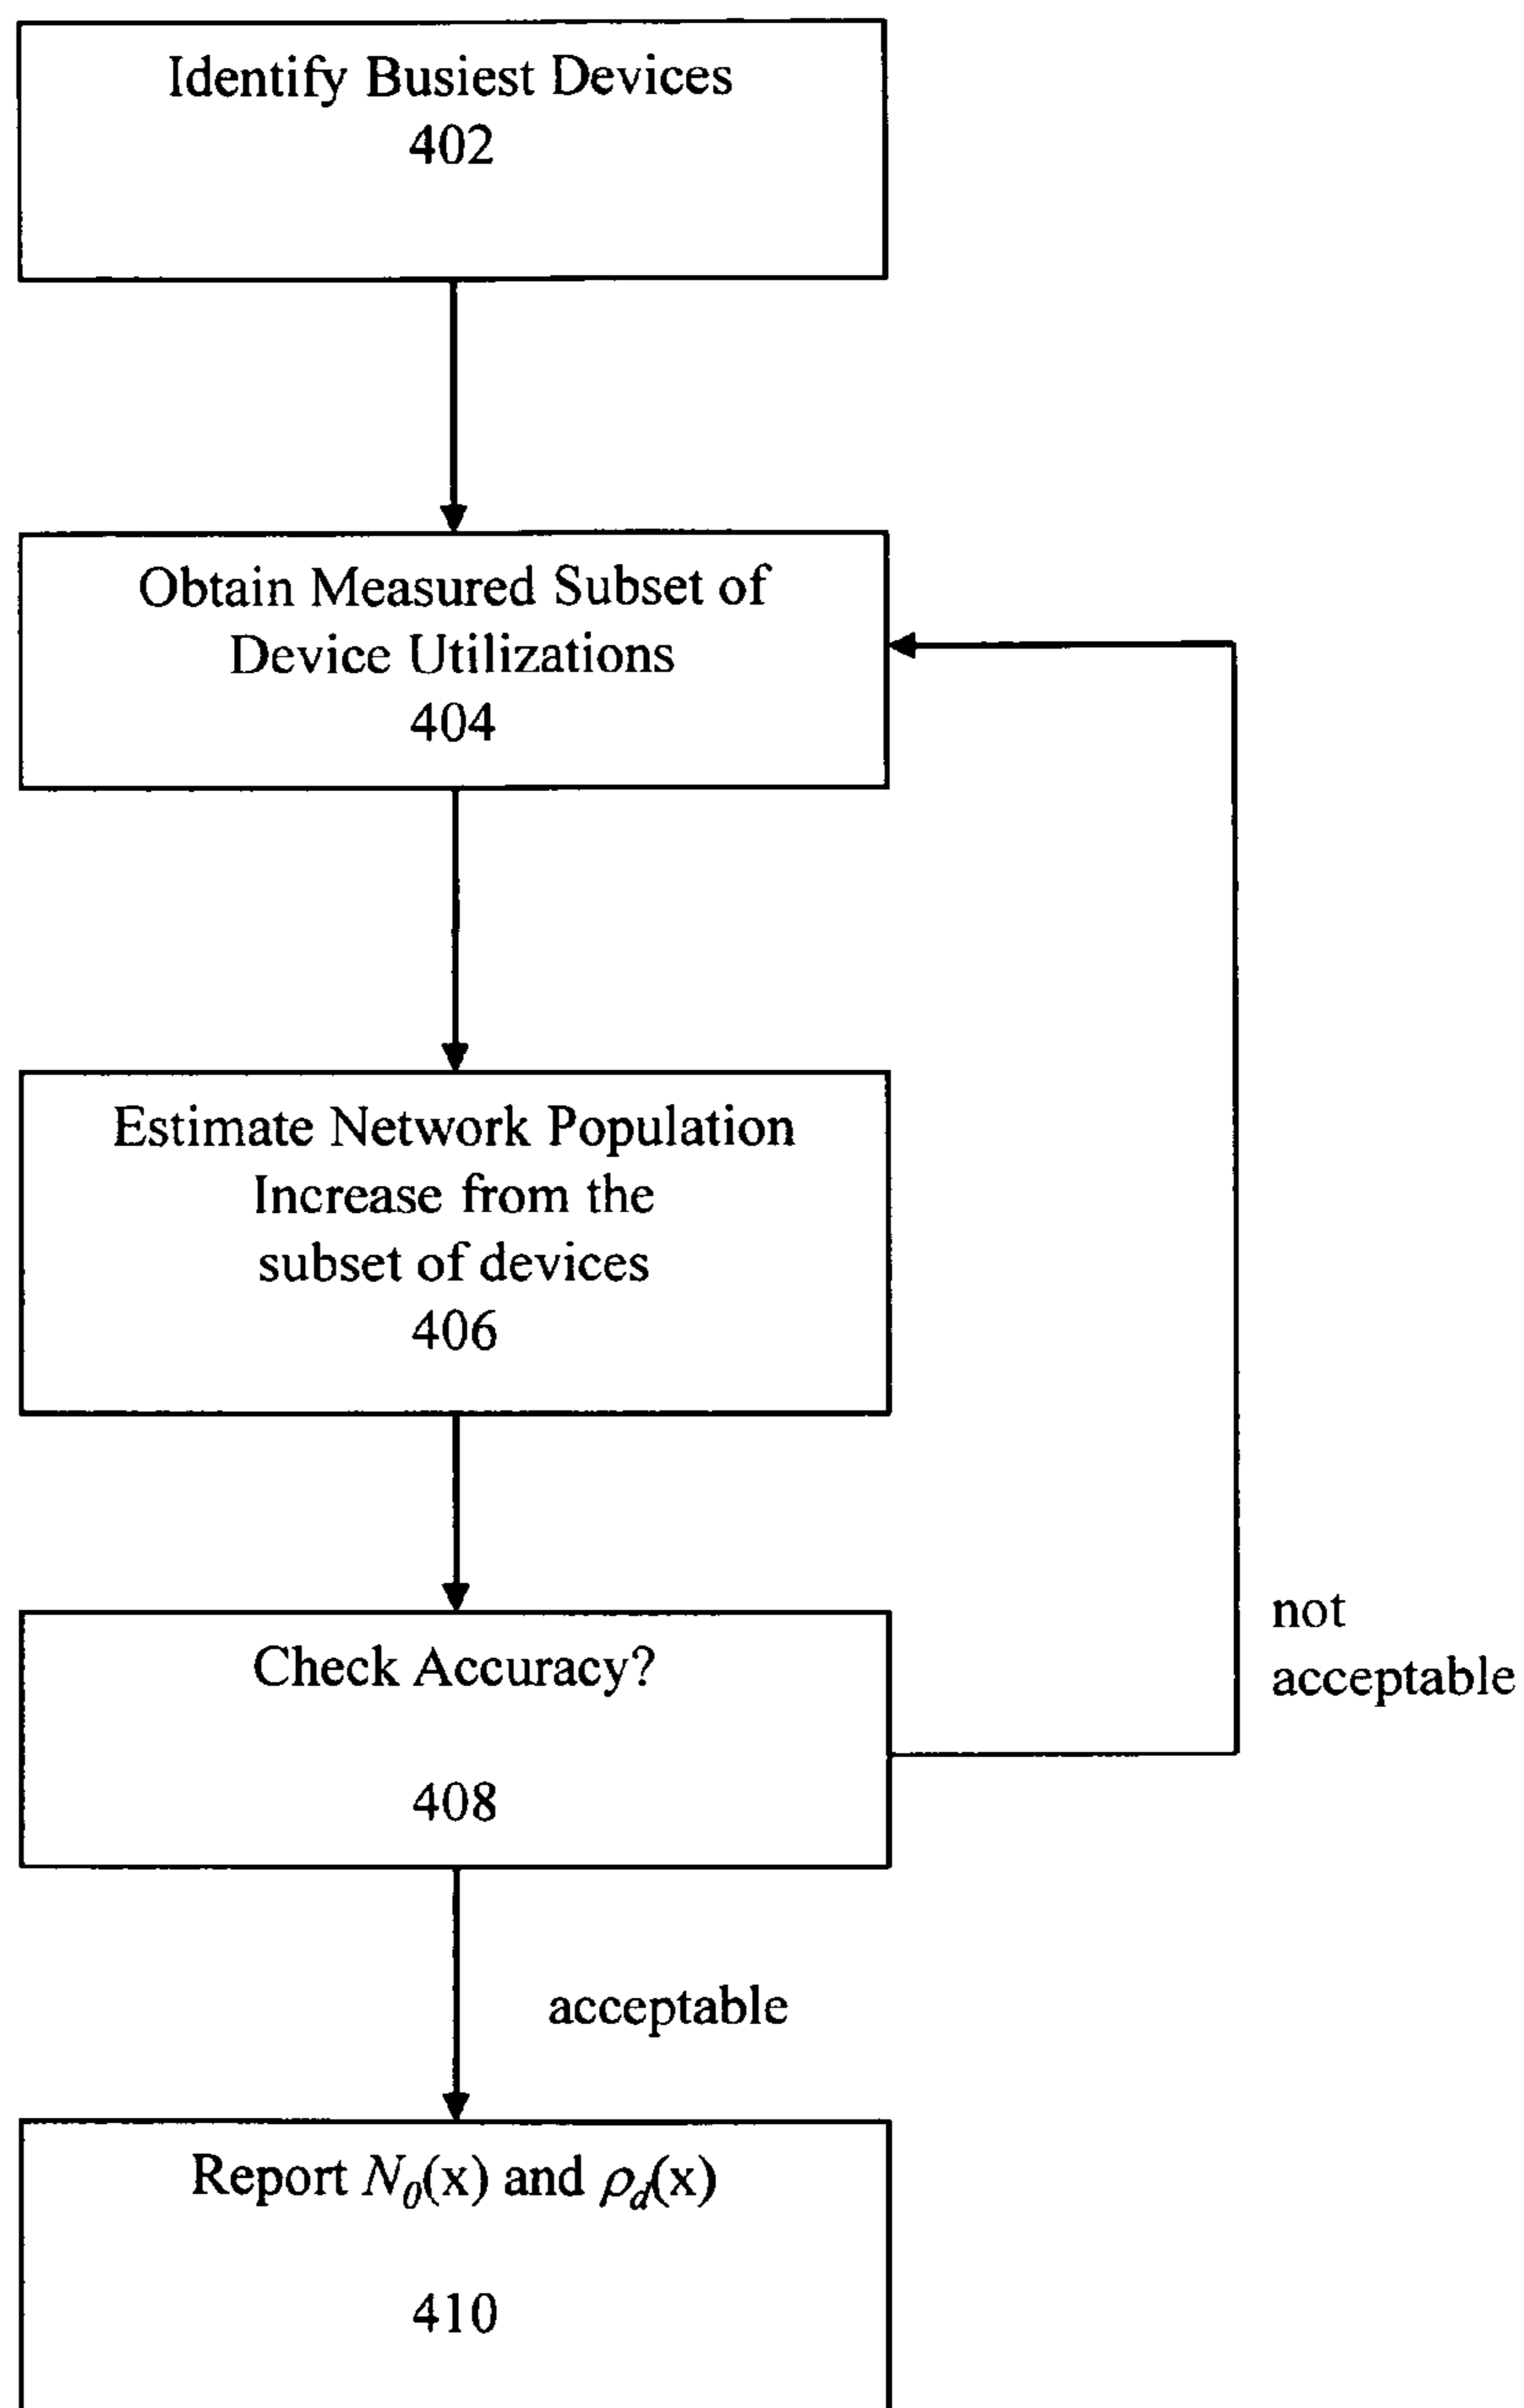 Identify Busiest Devices
402
Obtain Measured Subset of
Device Utilizations
404
Estimate Network Population
Increase from the
subset of devices
406
Check Accuracy?
408
not
acceptable
acceptable
Report N₀(x) and ρ_d(x)
410